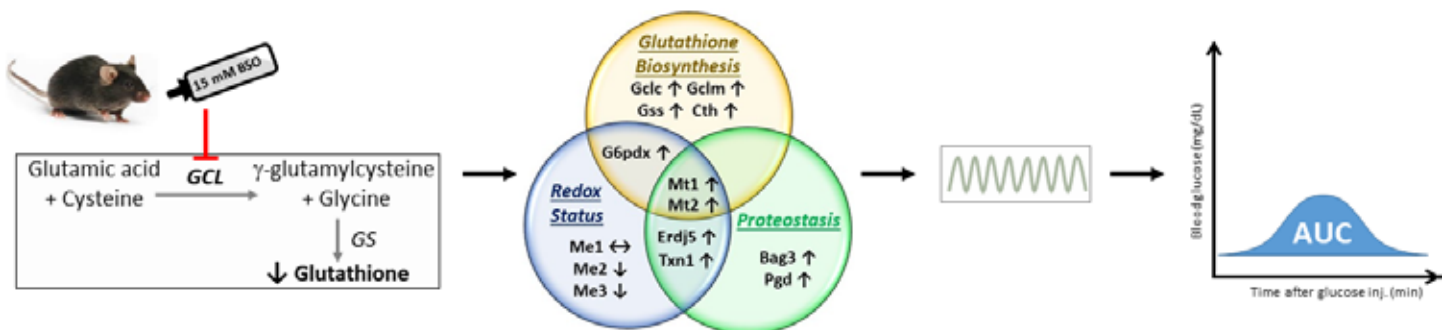 15 mM BSO
Glutamic acid
+ Cysteine
GCL
γ-glutamylcysteine
+ Glycine
GS
↓ Glutathione
Glutathione
Biosynthesis
Gclc ↑ Gclm ↑
Gss ↑ Cth ↑
G6pdx ↑
Mt1 ↑
Mt2 ↑
Redox
Status
Me1 ↔
Me2 ↓
Me3 ↓
Erdj5 ↑
Txn1 ↑
Proteostasis
Bag3 ↑
Pgd ↑
Blood glucose (mg/dL)
AUC
Time after glucose inj. (min)